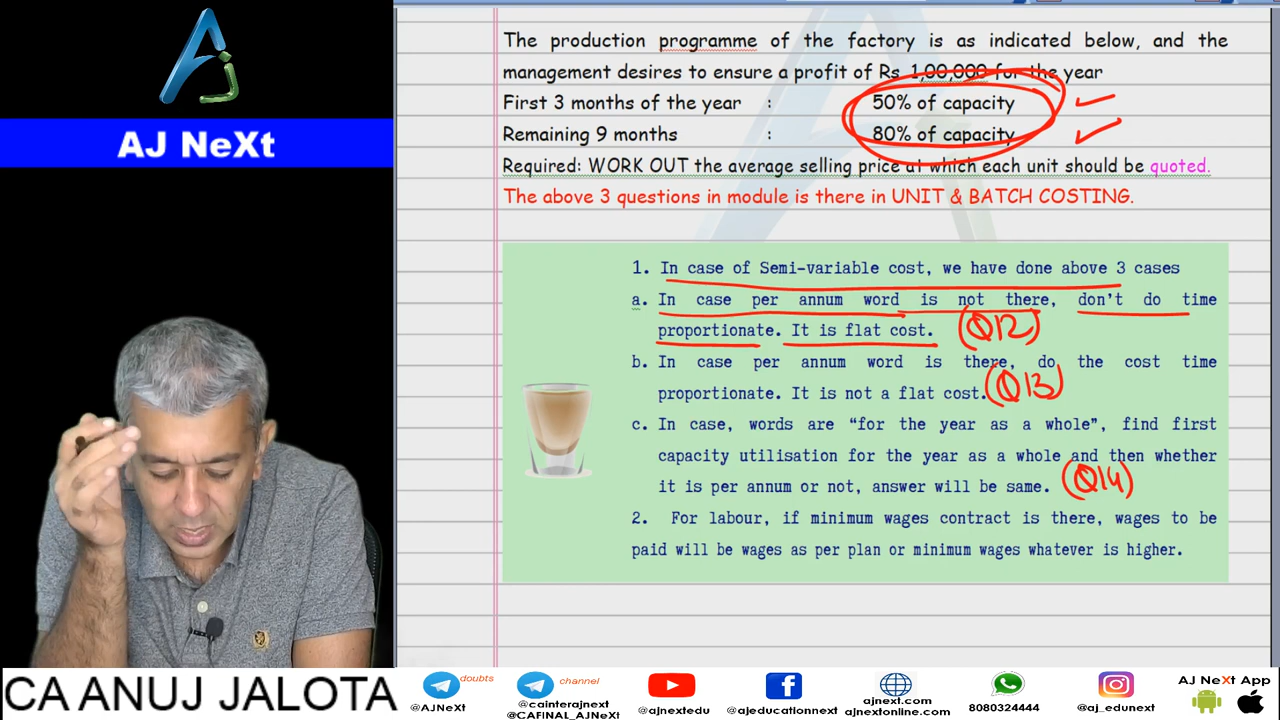 AJ NeXt
The production programme of the factory is as indicated below, and the
management desires to ensure a profit of Rs. 1,00,000 for the year
First 3 months of the year : 50% of capacity
Remaining 9 months : 80% of capacity
Required: WORK OUT the average selling price at which each unit should be quoted.
The above 3 questions in module is there in UNIT & BATCH COSTING.
1. In case of Semi-variable cost, we have done above 3 cases
a. In case per annum word is not there, don't do time
proportionate. It is flat cost. (Q12)
b. In case per annum word is there, do the cost time
proportionate. It is not a flat cost. (Q13)
c. In case, words are "for the year as a whole", find first
capacity utilisation for the year as a whole and then whether
it is per annum or not, answer will be same. (Q14)
2. For labour, if minimum wages contract is there, wages to be
paid will be wages as per plan or minimum wages whatever is higher.
CA ANUJ JALOTA
doubts
@AJNeXt
channel
@cainterajnext
@CAFINAL_AJNeXt
@ajnextedu
@ajeducationnext
ajnext.com
ajnextonline.com
8080324444
@aj_edunext
AJ NeXt App